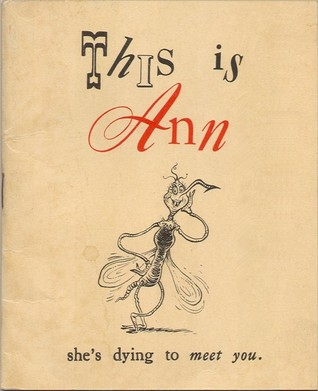 This is
Ann
she's dying to meet you.